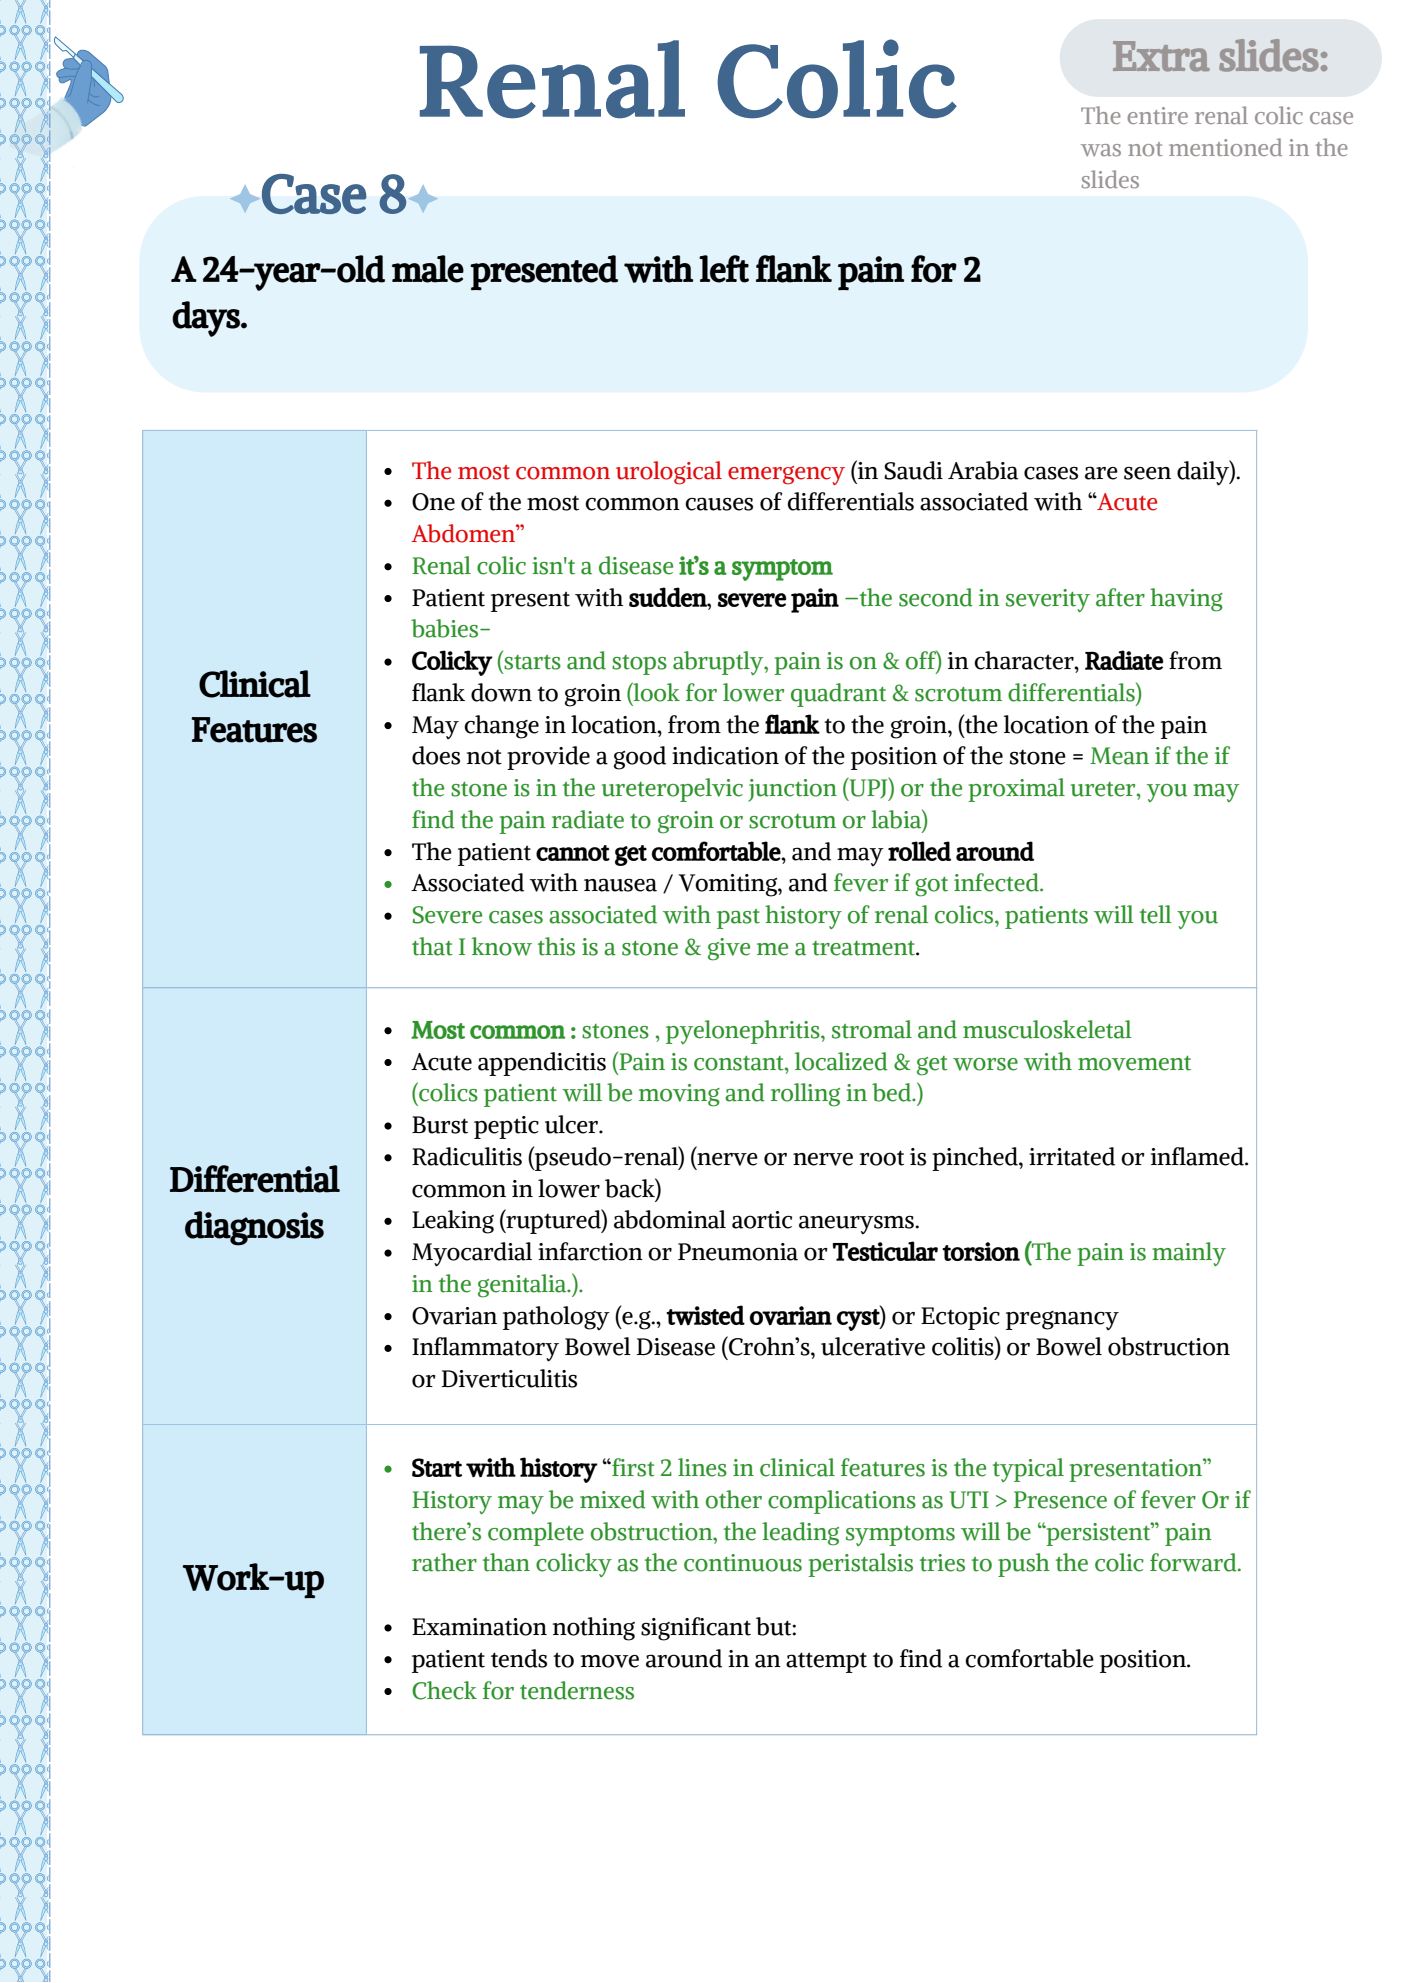 Renal Colic
Extra slides:
The entire renal colic case
was not mentioned in the
slides
Case 8
A 24-year-old male presented with left flank pain for 2
days.
Clinical
Features
• The most common urological emergency (in Saudi Arabia cases are seen daily).
• One of the most common causes of differentials associated with “Acute
Abdomen”
• Renal colic isn't a disease it’s a symptom
• Patient present with sudden, severe pain –the second in severity after having
babies-
• Colicky (starts and stops abruptly, pain is on & off) in character, Radiate from
flank down to groin (look for lower quadrant & scrotum differentials)
• May change in location, from the flank to the groin, (the location of the pain
does not provide a good indication of the position of the stone = Mean if the if
the stone is in the ureteropelvic junction (UPJ) or the proximal ureter, you may
find the pain radiate to groin or scrotum or labia)
• The patient cannot get comfortable, and may rolled around
• Associated with nausea / Vomiting, and fever if got infected.
• Severe cases associated with past history of renal colics, patients will tell you
that I know this is a stone & give me a treatment.
Differential
diagnosis
• Most common : stones , pyelonephritis, stromal and musculoskeletal
• Acute appendicitis (Pain is constant, localized & get worse with movement
(colics patient will be moving and rolling in bed.)
• Burst peptic ulcer.
• Radiculitis (pseudo-renal) (nerve or nerve root is pinched, irritated or inflamed.
common in lower back)
• Leaking (ruptured) abdominal aortic aneurysms.
• Myocardial infarction or Pneumonia or Testicular torsion (The pain is mainly
in the genitalia.).
• Ovarian pathology (e.g., twisted ovarian cyst) or Ectopic pregnancy
• Inflammatory Bowel Disease (Crohn’s, ulcerative colitis) or Bowel obstruction
or Diverticulitis
Work-up
• Start with history “first 2 lines in clinical features is the typical presentation”
History may be mixed with other complications as UTI > Presence of fever Or if
there’s complete obstruction, the leading symptoms will be “persistent” pain
rather than colicky as the continuous peristalsis tries to push the colic forward.
• Examination nothing significant but:
• patient tends to move around in an attempt to find a comfortable position.
• Check for tenderness